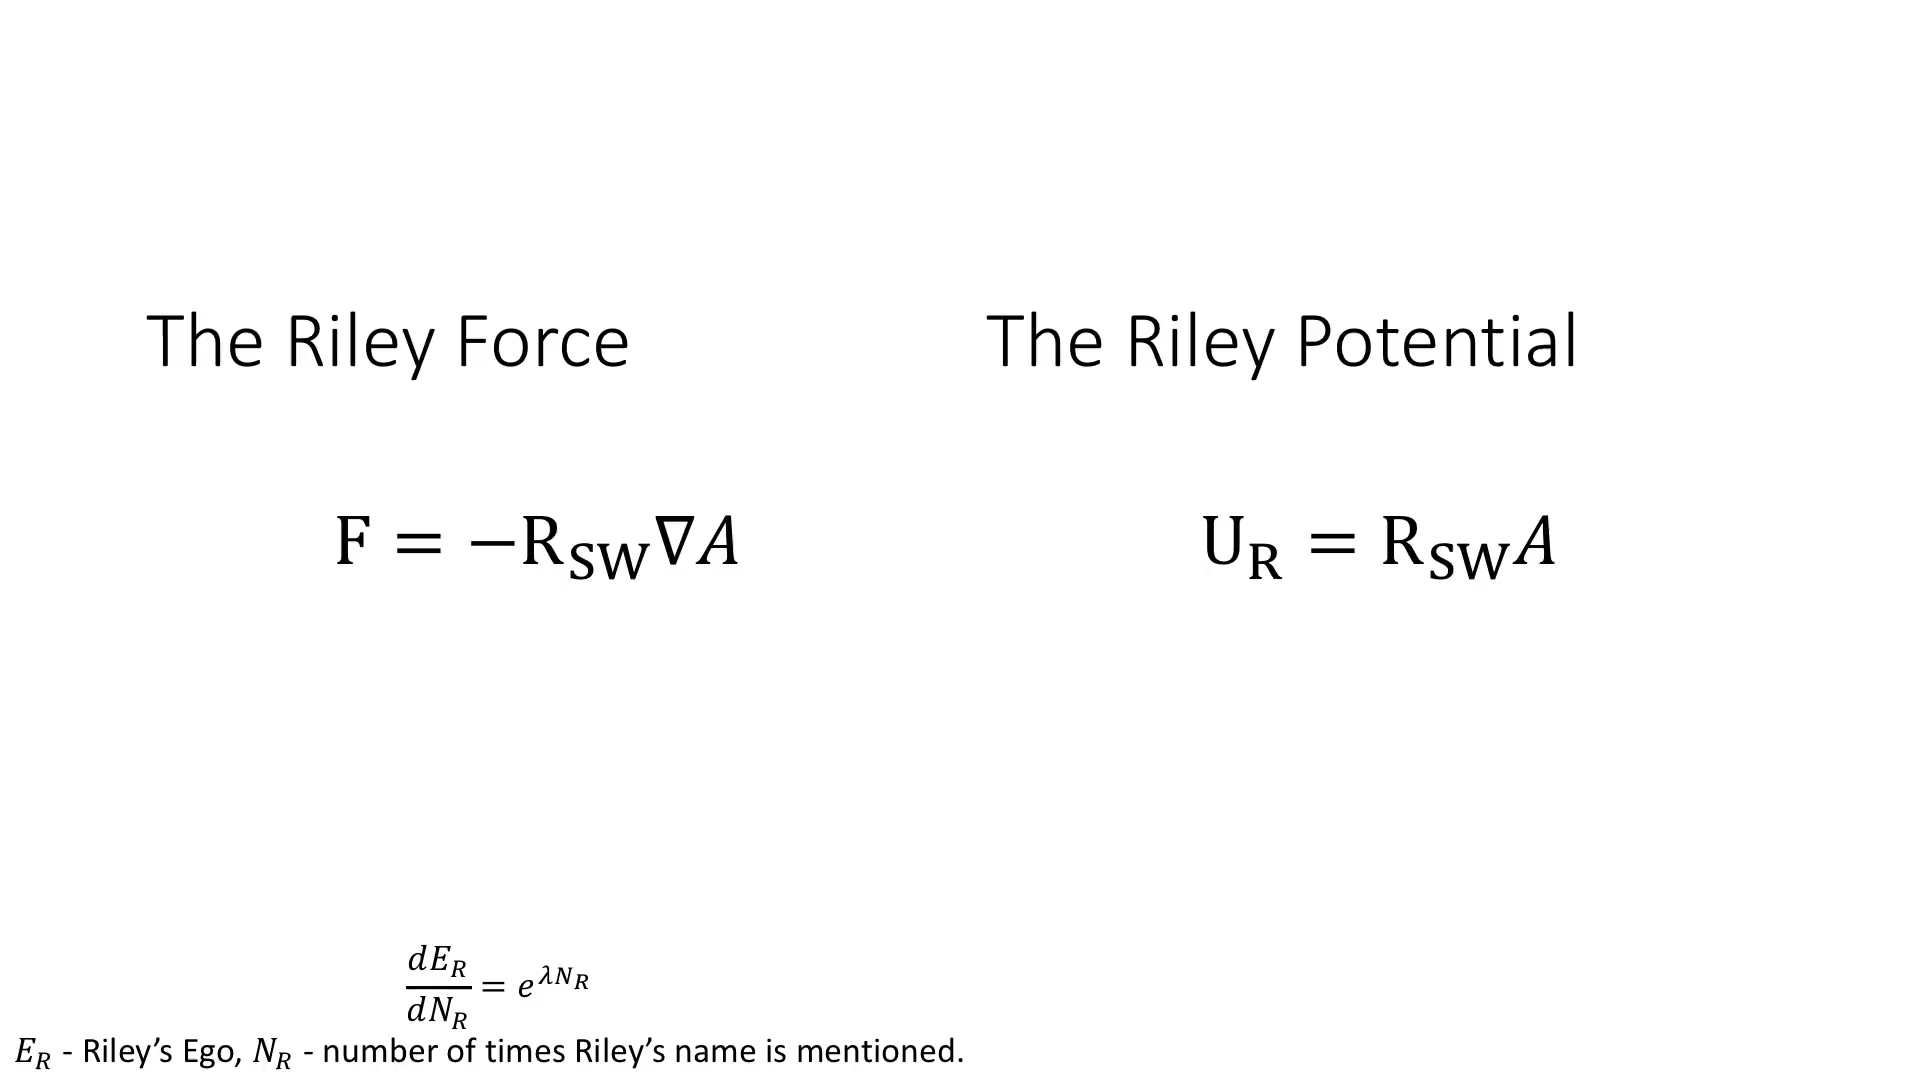 The Riley Force
The Riley Potential
F = −R_SW∇A
U_R = R_SW A
dE_R/dN_R = e^{λN_R}
E_R - Riley’s Ego, N_R - number of times Riley’s name is mentioned.